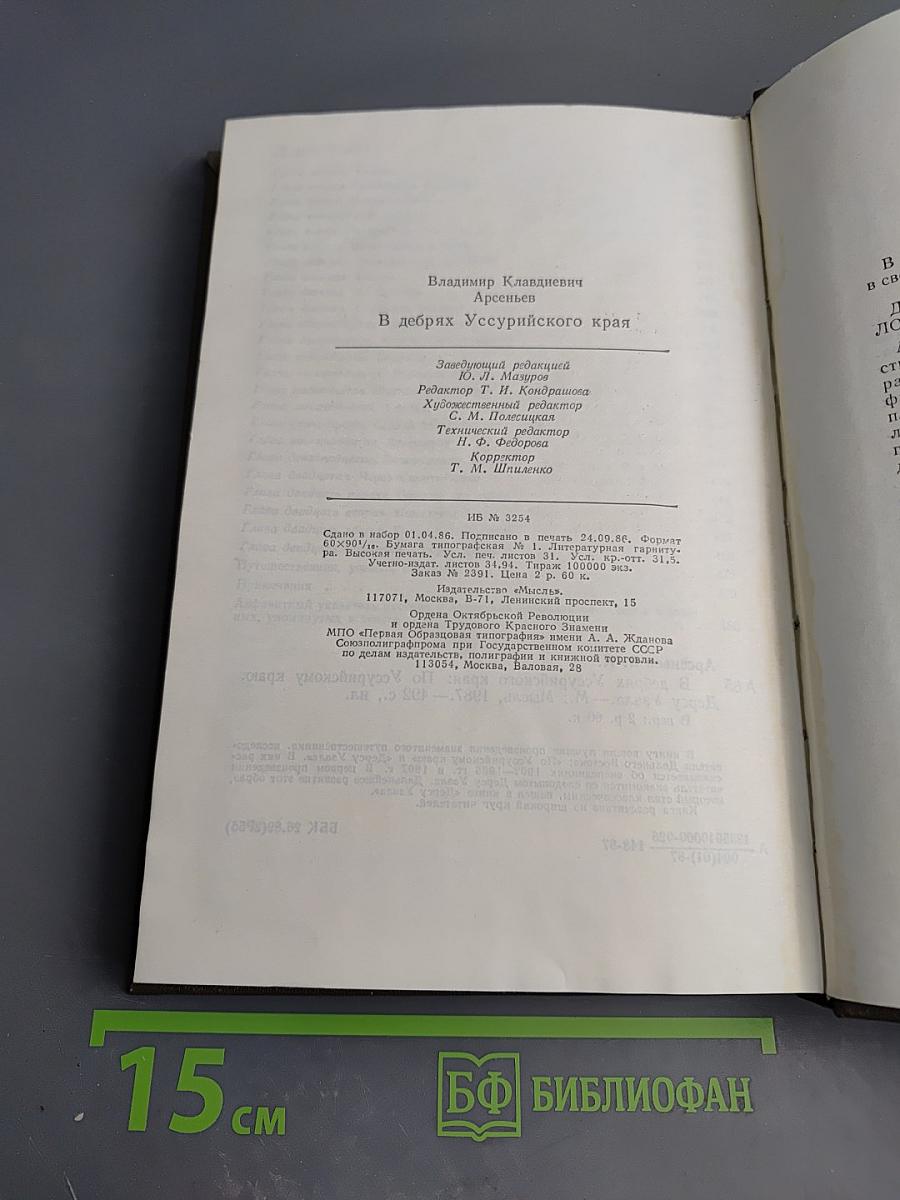 Владимир Клавдиевич
Арсеньев
В дебрях Уссурийского края
Заведующий редакцией
Ю. Л. Мазуров
Редактор Т. И. Кондрашова
Художественный редактор
С. М. Полесицкая
Технический редактор
Н. Ф. Федорова
Корректор
Т. М. Шпиленко
ИБ № 3254
Сдано в набор 01.04.86. Подписано в печать 24.09.86. Формат
60×90¹/₁₆. Бумага типографская № 1. Литературная гарниту-
ра. Высокая печать. Усл. печ. листов 31. Усл. кр.-отт. 31,5.
Учетно-издат. листов 34,94. Тираж 100000 экз.
Заказ № 2391. Цена 2 р. 60 к.
Издательство «Мысль».
117071, Москва, В-71, Ленинский проспект, 15
Ордена Октябрьской Революции
и ордена Трудового Красного Знамени
МПО «Первая Образцовая типография» имени А. А. Жданова
Союзполиграфпрома при Государственном комитете СССР
по делам издательств, полиграфии и книжной торговли.
113054, Москва, Валовая, 28
15 см
БФ БИБЛИОФАН